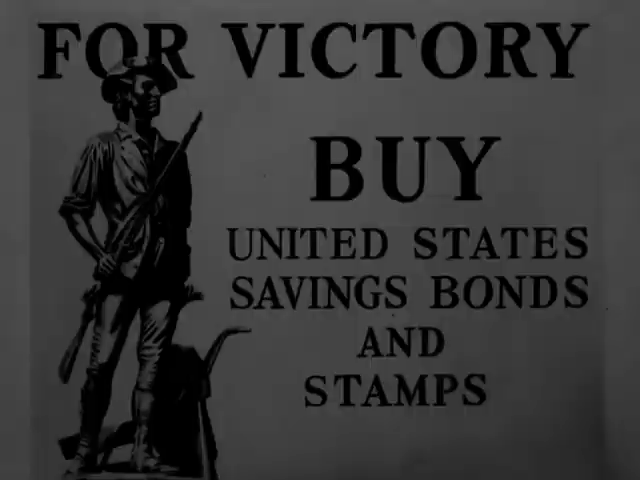 FOR VICTORY
BUY
UNITED STATES
SAVINGS BONDS
AND
STAMPS